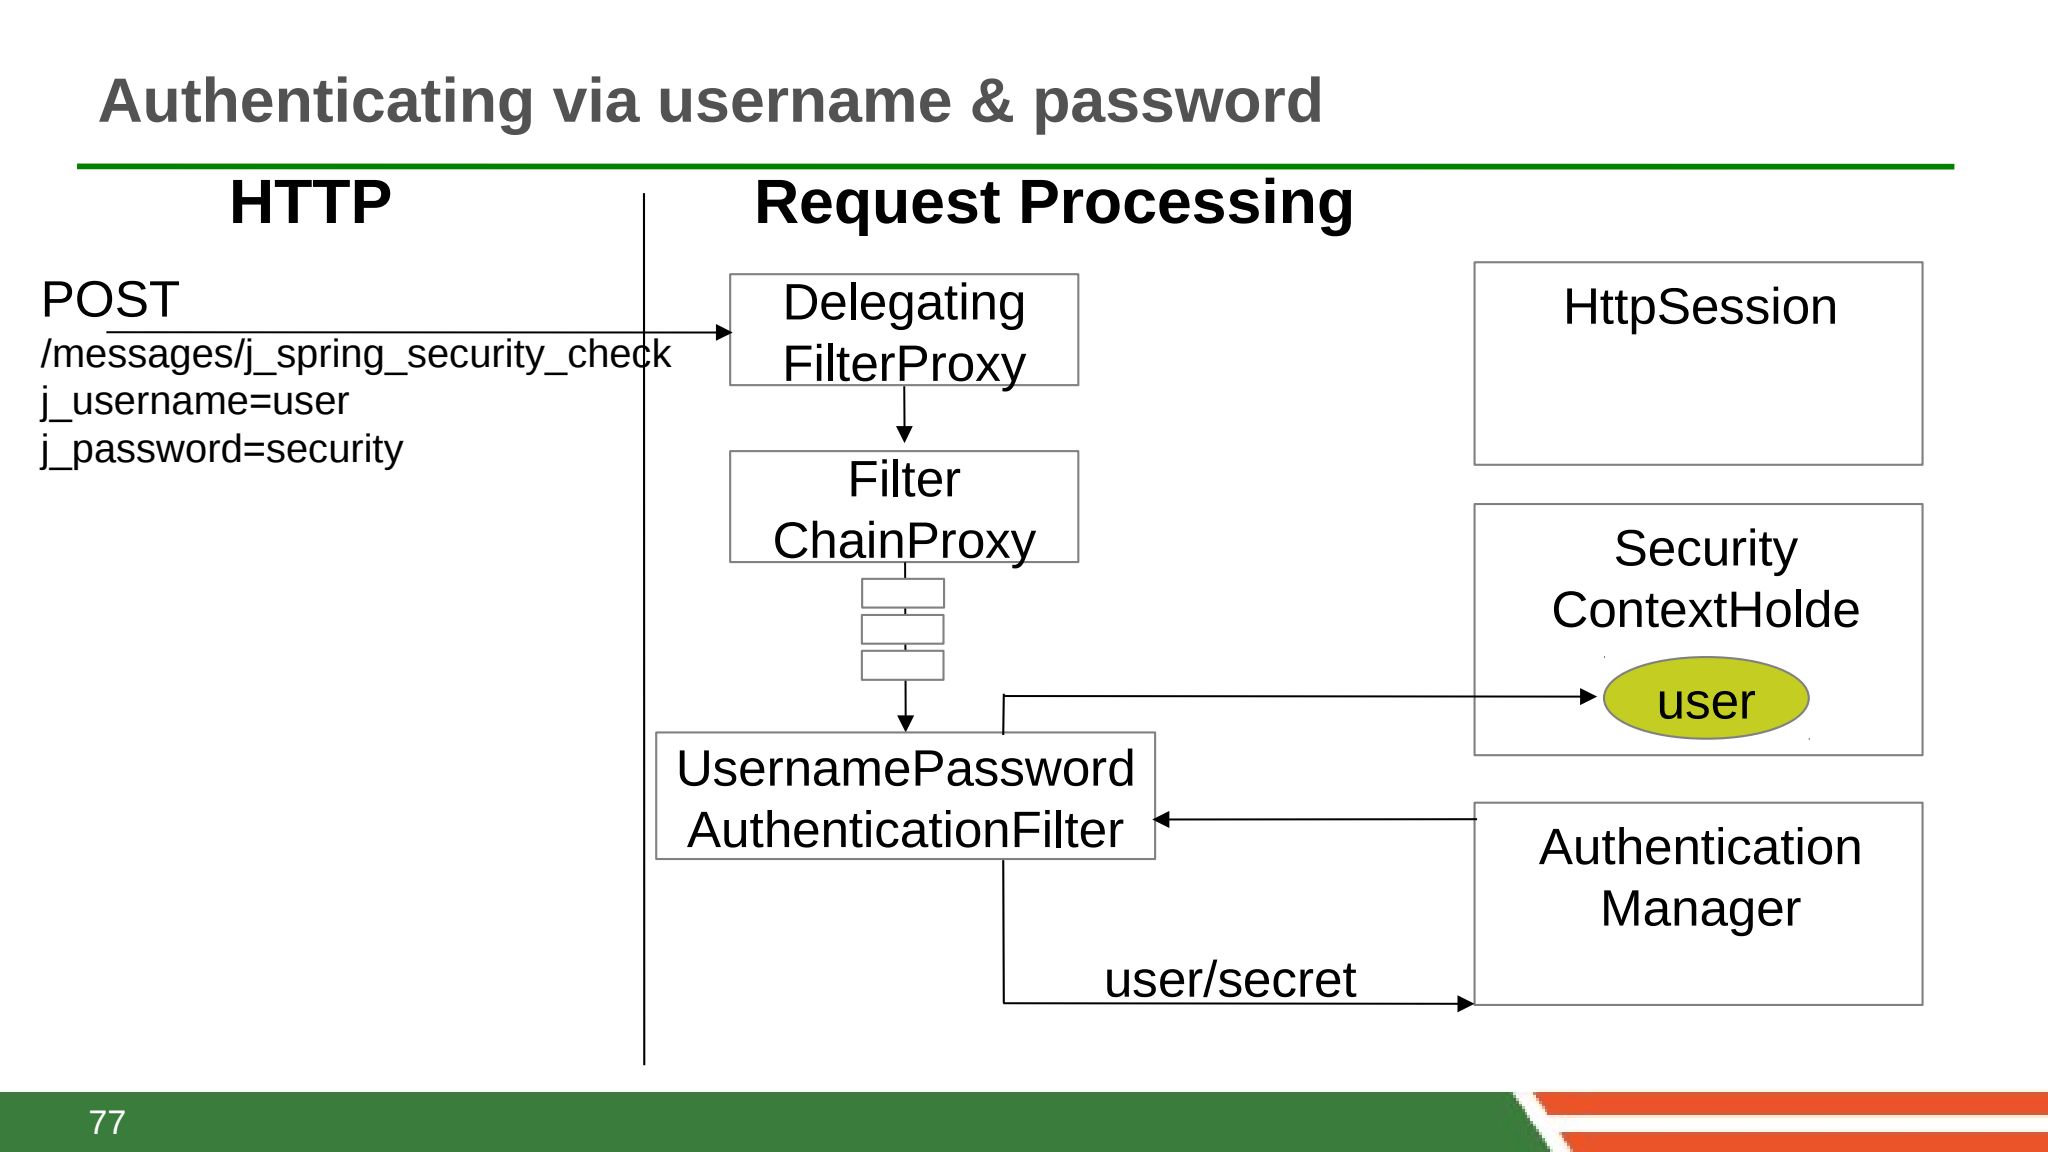 Authenticating via username & password
HTTP
Request Processing
POST
/messages/j_spring_security_check
j_username=user
j_password=security
Delegating
FilterProxy
Filter
ChainProxy
UsernamePassword
AuthenticationFilter
HttpSession
Security
ContextHolde
user
Authentication
Manager
user/secret
77